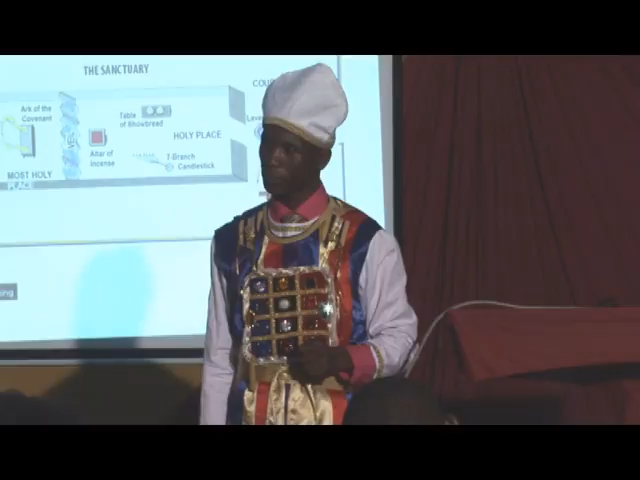 THE SANCTUARY
COU
Ark of the
Covenant
Table
of Showbread
HOLY PLACE
Altar of
Incense
7-Branch
Candlestick
MOST HOLY
PLACE